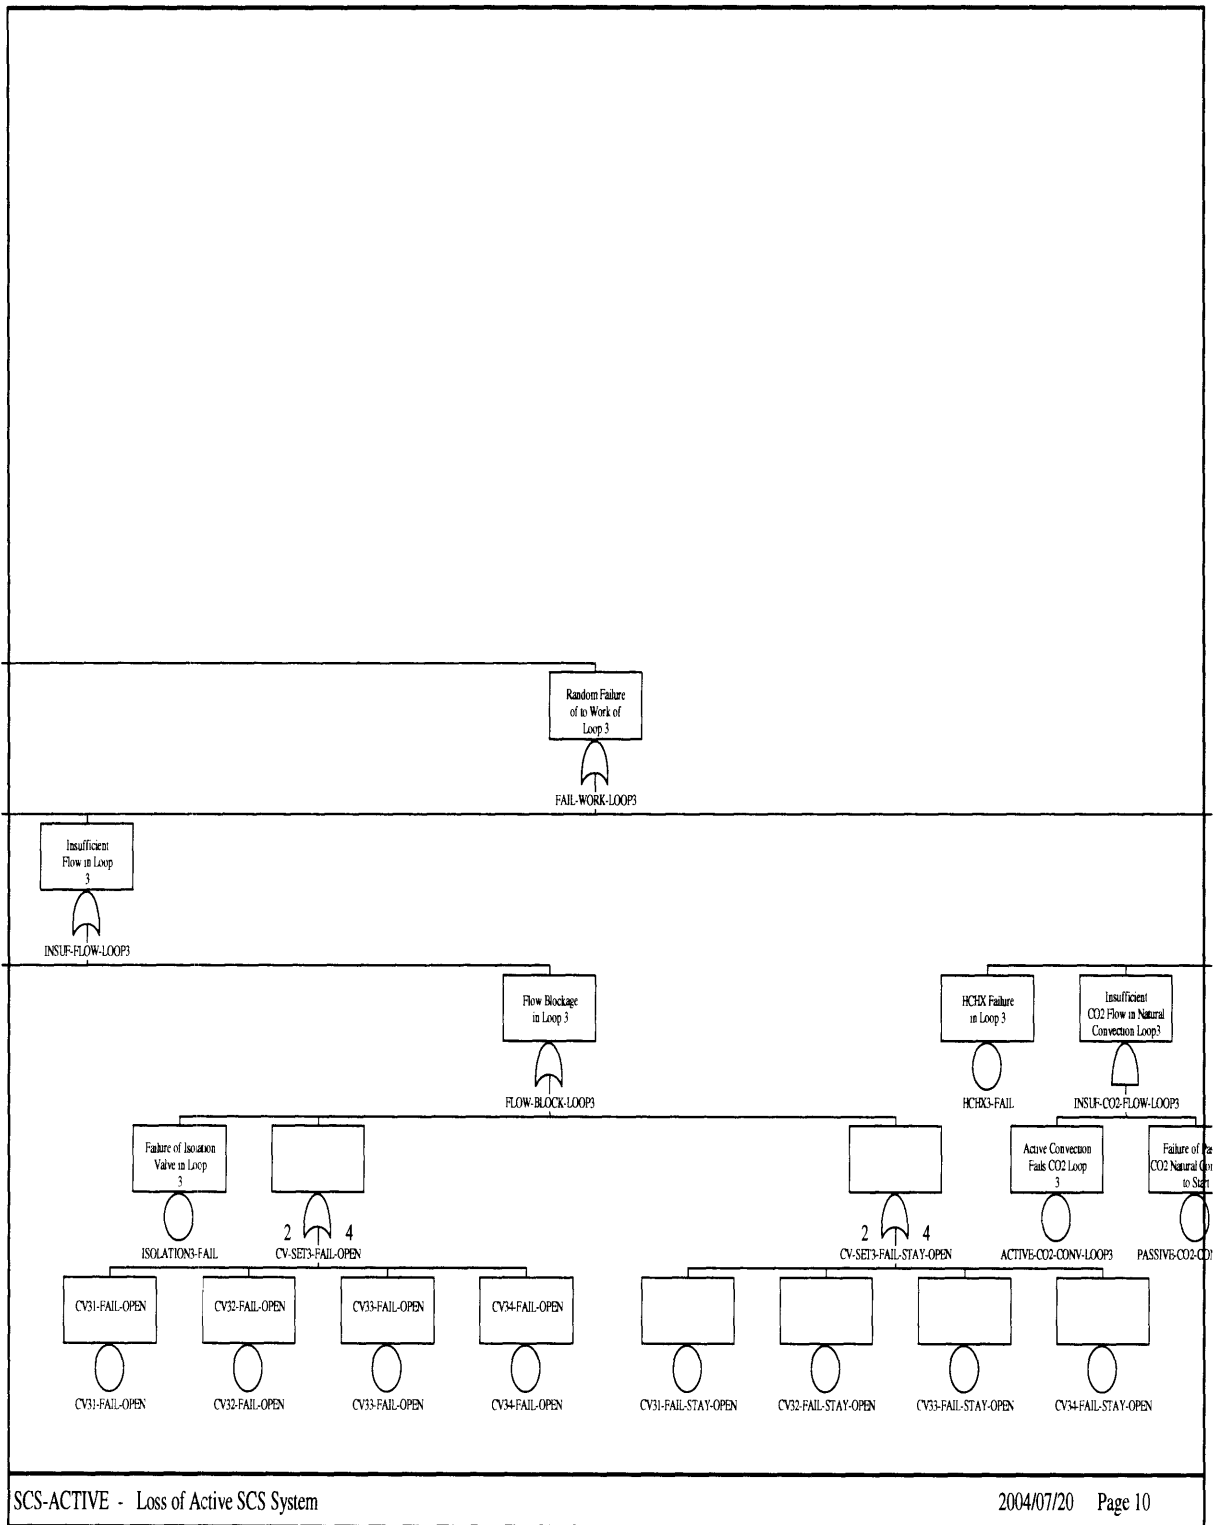 Random Failure
of to Work of
Loop 3
FAIL-WORK-LOOP3
Insufficient
Flow in Loop
3
INSUF-FLOW-LOOP3
Flow Blockage
in Loop 3
FLOW-BLOCK-LOOP3
HCHX Failure
in Loop 3
HCHX3-FAIL
Insufficient
CO2 Flow in Natural
Convection Loop3
INSUF-CO2-FLOW-LOOP3
Failure of Isolation
Valve in Loop
3
ISOLATION3-FAIL
2 4
CV-SET3-FAIL-OPEN
2 4
CV-SET3-FAIL-STAY-OPEN
Active Convection
Fails CO2 Loop
3
ACTIVE-CO2-CONV-LOOP3
Failure of
CO2 Natural
to Start
CV31-FAIL-OPEN
CV31-FAIL-OPEN
CV32-FAIL-OPEN
CV32-FAIL-OPEN
CV33-FAIL-OPEN
CV33-FAIL-OPEN
CV34-FAIL-OPEN
CV34-FAIL-OPEN
CV31-FAIL-STAY-OPEN
CV32-FAIL-STAY-OPEN
CV33-FAIL-STAY-OPEN
CV34-FAIL-STAY-OPEN
SCS-ACTIVE - Loss of Active SCS System
2004/07/20 Page 10